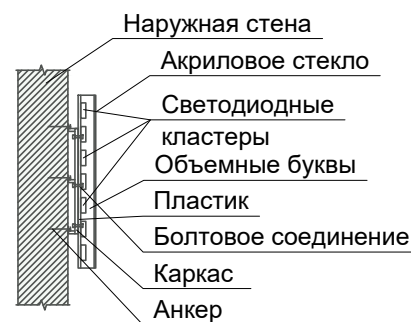 Наружная стена
Акриловое стекло
Светодиодные
кластеры
Объемные буквы
Пластик
Болтовое соединение
Каркас
Анкер